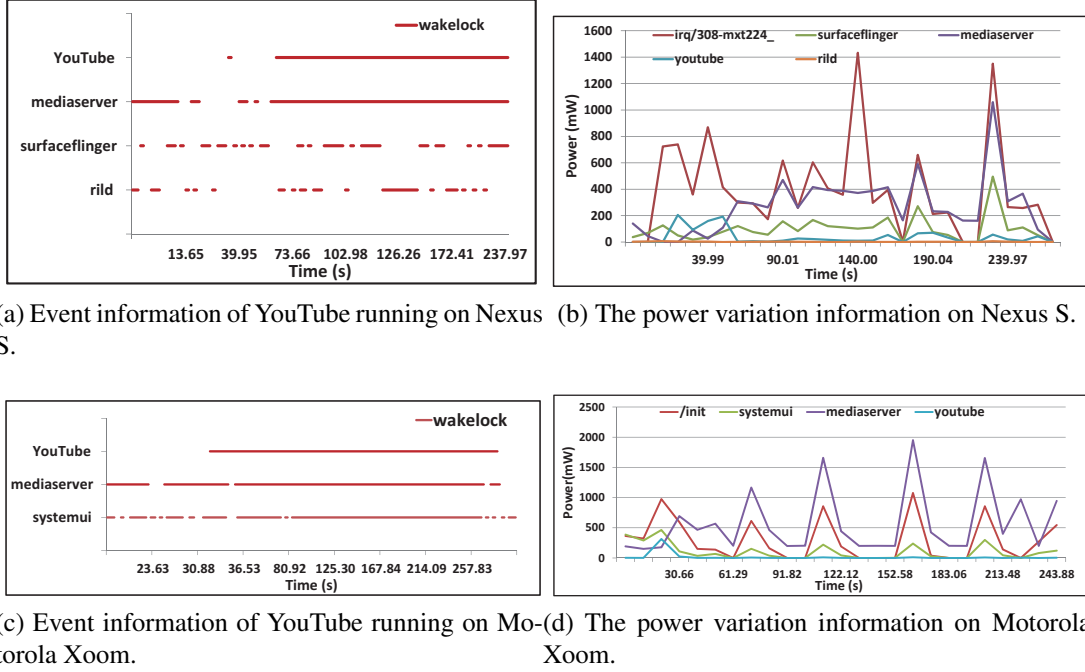 wakelock
YouTube
mediaserver
surfaceflinger
rild
13.65 39.95 73.66 102.98 126.26 172.41 237.97
Time (s)
(a) Event information of YouTube running on Nexus
S.
1600
1400
1200
1000
800
600
400
200
0
Power (mW)
irq/308-mxt224_ surfaceflinger mediaserver
youtube rild
39.99 90.01 140.00 190.04 239.97
Time (s)
(b) The power variation information on Nexus S.
wakelock
YouTube
mediaserver
systemui
23.63 30.88 36.53 80.92 125.30 167.84 214.09 257.83
Time (s)
(c) Event information of YouTube running on Mo-
torola Xoom.
2500
2000
1500
1000
500
0
Power(mW)
/init systemui mediaserver youtube
30.66 61.29 91.82 122.12 152.58 183.06 213.48 243.88
Time (s)
(d) The power variation information on Motorola
Xoom.